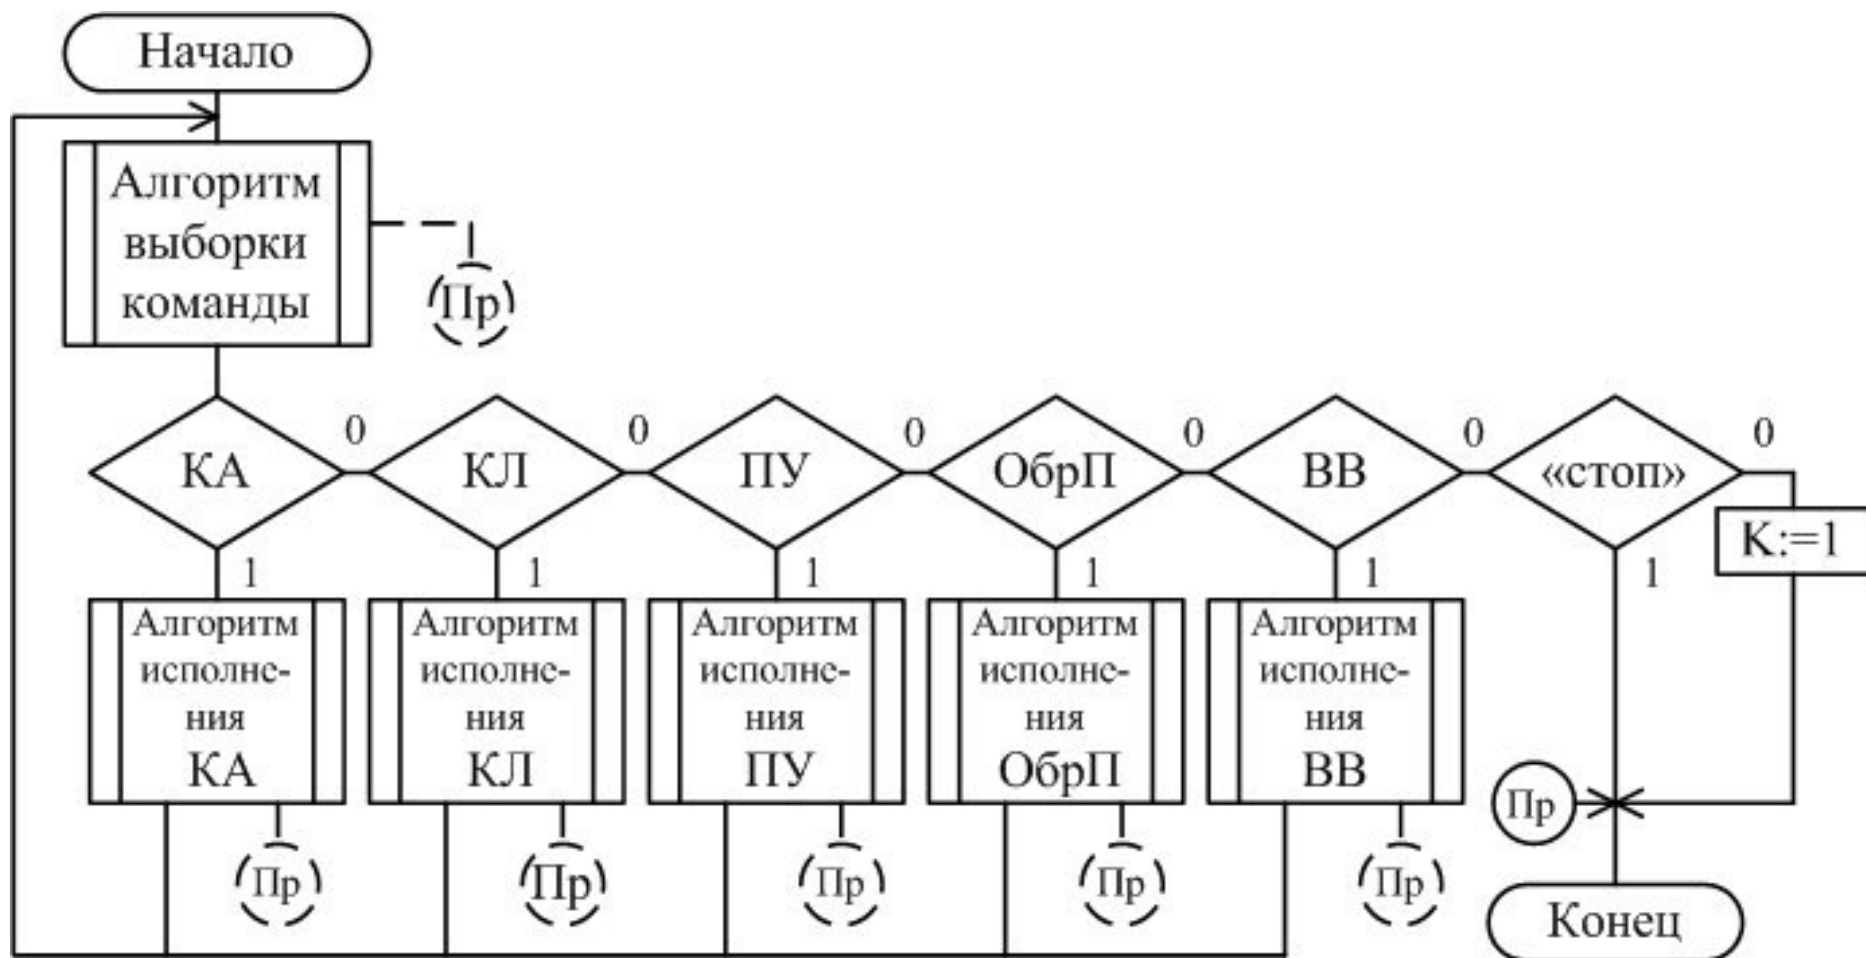 Начало
Алгоритм
выборки
команды
Пр
КА
0
КЛ
0
ПУ
0
ОбрП
0
ВВ
0
«стоп»
0
K:=1
1
1
1
1
1
1
Алгоритм
исполне-
ния
КА
Алгоритм
исполне-
ния
КЛ
Алгоритм
исполне-
ния
ПУ
Алгоритм
исполне-
ния
ОбрП
Алгоритм
исполне-
ния
ВВ
Пр
Пр
Пр
Пр
Пр
Пр
Конец